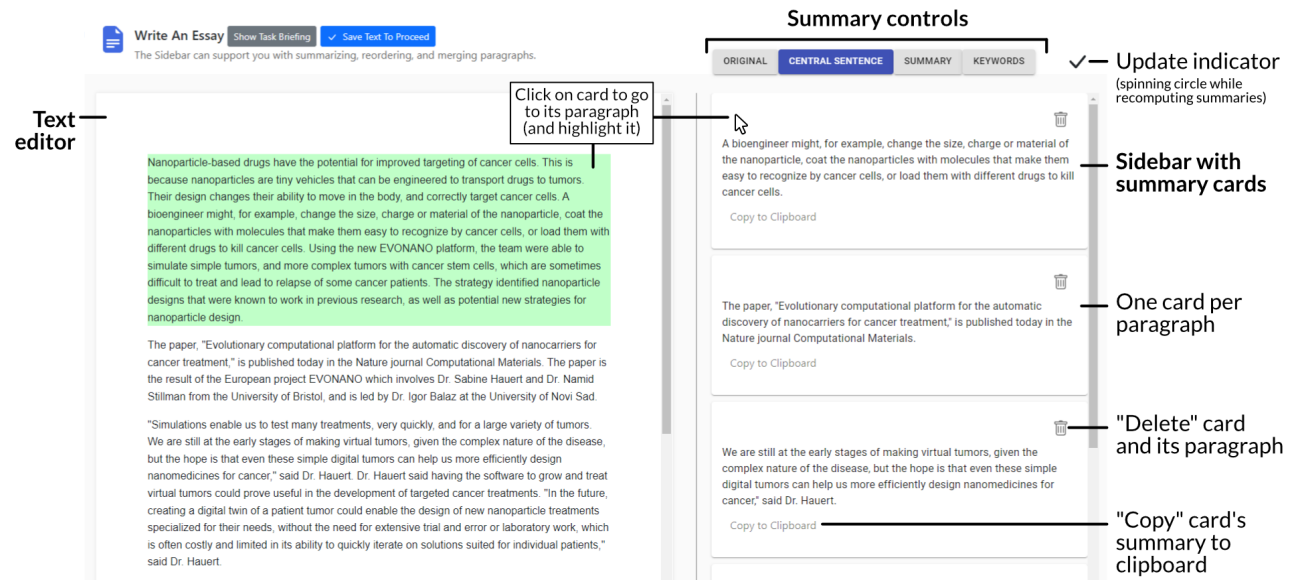 Summary controls
Write An Essay
Show Task Briefing
Save Text To Proceed
The Sidebar can support you with summarizing, reordering, and merging paragraphs.
ORIGINAL
CENTRAL SENTENCE
SUMMARY
KEYWORDS
Update indicator
(spinning circle while
recomputing summaries)
Text
editor
Click on card to go
to its paragraph
(and highlight it)
Nanoparticle-based drugs have the potential for improved targeting of cancer cells. This is
because nanoparticles are tiny vehicles that can be engineered to transport drugs to tumors.
Their design changes their ability to move in the body, and correctly target cancer cells. A
bioengineer might, for example, change the size, charge or material of the nanoparticle, coat the
nanoparticles with molecules that make them easy to recognize by cancer cells, or load them with
different drugs to kill cancer cells. Using the new EVONANO platform, the team were able to
simulate simple tumors, and more complex tumors with cancer stem cells, which are sometimes
difficult to treat and lead to relapse of some cancer patients. The strategy identified nanoparticle
designs that were known to work in previous research, as well as potential new strategies for
nanoparticle design.
The paper, "Evolutionary computational platform for the automatic discovery of nanocarriers for
cancer treatment," is published today in the Nature journal Computational Materials. The paper is
the result of the European project EVONANO which involves Dr. Sabine Hauert and Dr. Namid
Stillman from the University of Bristol, and is led by Dr. Igor Balaz at the University of Novi Sad.
"Simulations enable us to test many treatments, very quickly, and for a large variety of tumors.
We are still at the early stages of making virtual tumors, given the complex nature of the disease,
but the hope is that even these simple digital tumors can help us more efficiently design
nanomedicines for cancer," said Dr. Hauert. Dr. Hauert said having the software to grow and treat
virtual tumors could prove useful in the development of targeted cancer treatments. "In the future,
creating a digital twin of a patient tumor could enable the design of new nanoparticle treatments
specialized for their needs, without the need for extensive trial and error or laboratory work, which
is often costly and limited in its ability to quickly iterate on solutions suited for individual patients,"
said Dr. Hauert.
A bioengineer might, for example, change the size, charge or material of
the nanoparticle, coat the nanoparticles with molecules that make them
easy to recognize by cancer cells, or load them with different drugs to kill
cancer cells.
Copy to Clipboard
Sidebar with
summary cards
The paper, "Evolutionary computational platform for the automatic
discovery of nanocarriers for cancer treatment," is published today in the
Nature journal Computational Materials.
Copy to Clipboard
One card per
paragraph
We are still at the early stages of making virtual tumors, given the
complex nature of the disease, but the hope is that even these simple
digital tumors can help us more efficiently design nanomedicines for
cancer," said Dr. Hauert.
Copy to Clipboard
"Delete" card
and its paragraph
"Copy" card's
summary to
clipboard